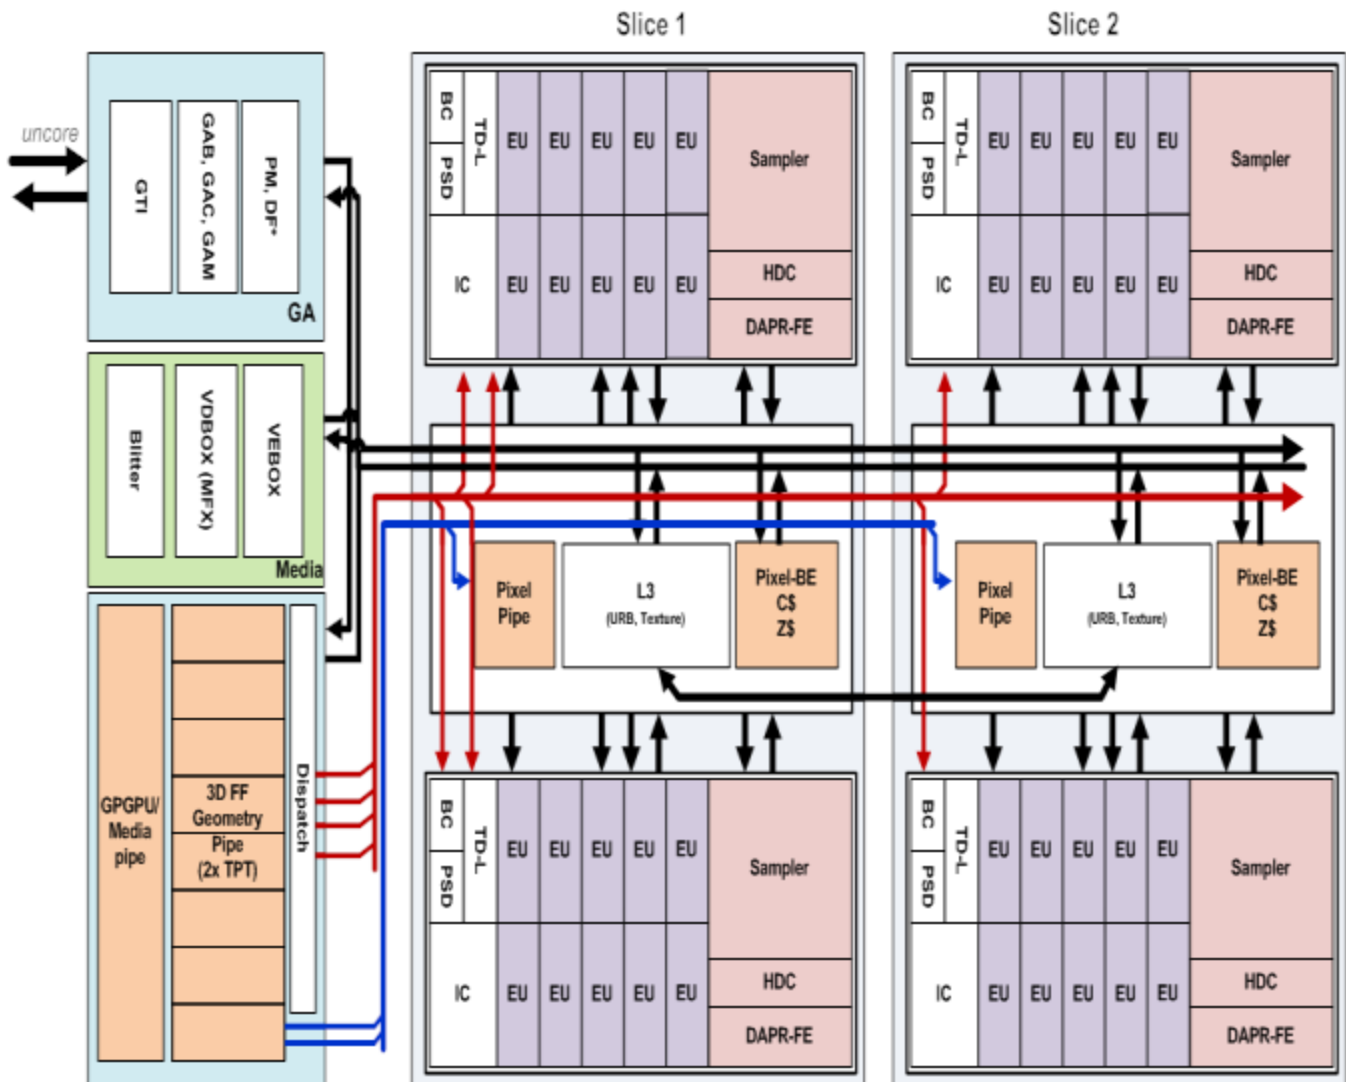 Slice 1
Slice 2
uncore
GTI
GAB, GAC, GAM
PM, DF*
GA
Blitter
VDBOX (MFX)
VEBOX
Media
GPGPU/
Media
pipe
3D FF
Geometry
Pipe
(2x TPT)
Dispatch
BC
PSD
TD-L
IC
EU
EU
EU
EU
EU
EU
EU
EU
EU
EU
Sampler
HDC
DAPR-FE
Pixel
Pipe
L3
(URB, Texture)
Pixel-BE
C$
Z$
BC
PSD
TD-L
IC
EU
EU
EU
EU
EU
EU
EU
EU
EU
EU
Sampler
HDC
DAPR-FE
BC
PSD
TD-L
IC
EU
EU
EU
EU
EU
EU
EU
EU
EU
EU
Sampler
HDC
DAPR-FE
Pixel
Pipe
L3
(URB, Texture)
Pixel-BE
C$
Z$
BC
PSD
TD-L
IC
EU
EU
EU
EU
EU
EU
EU
EU
EU
EU
Sampler
HDC
DAPR-FE